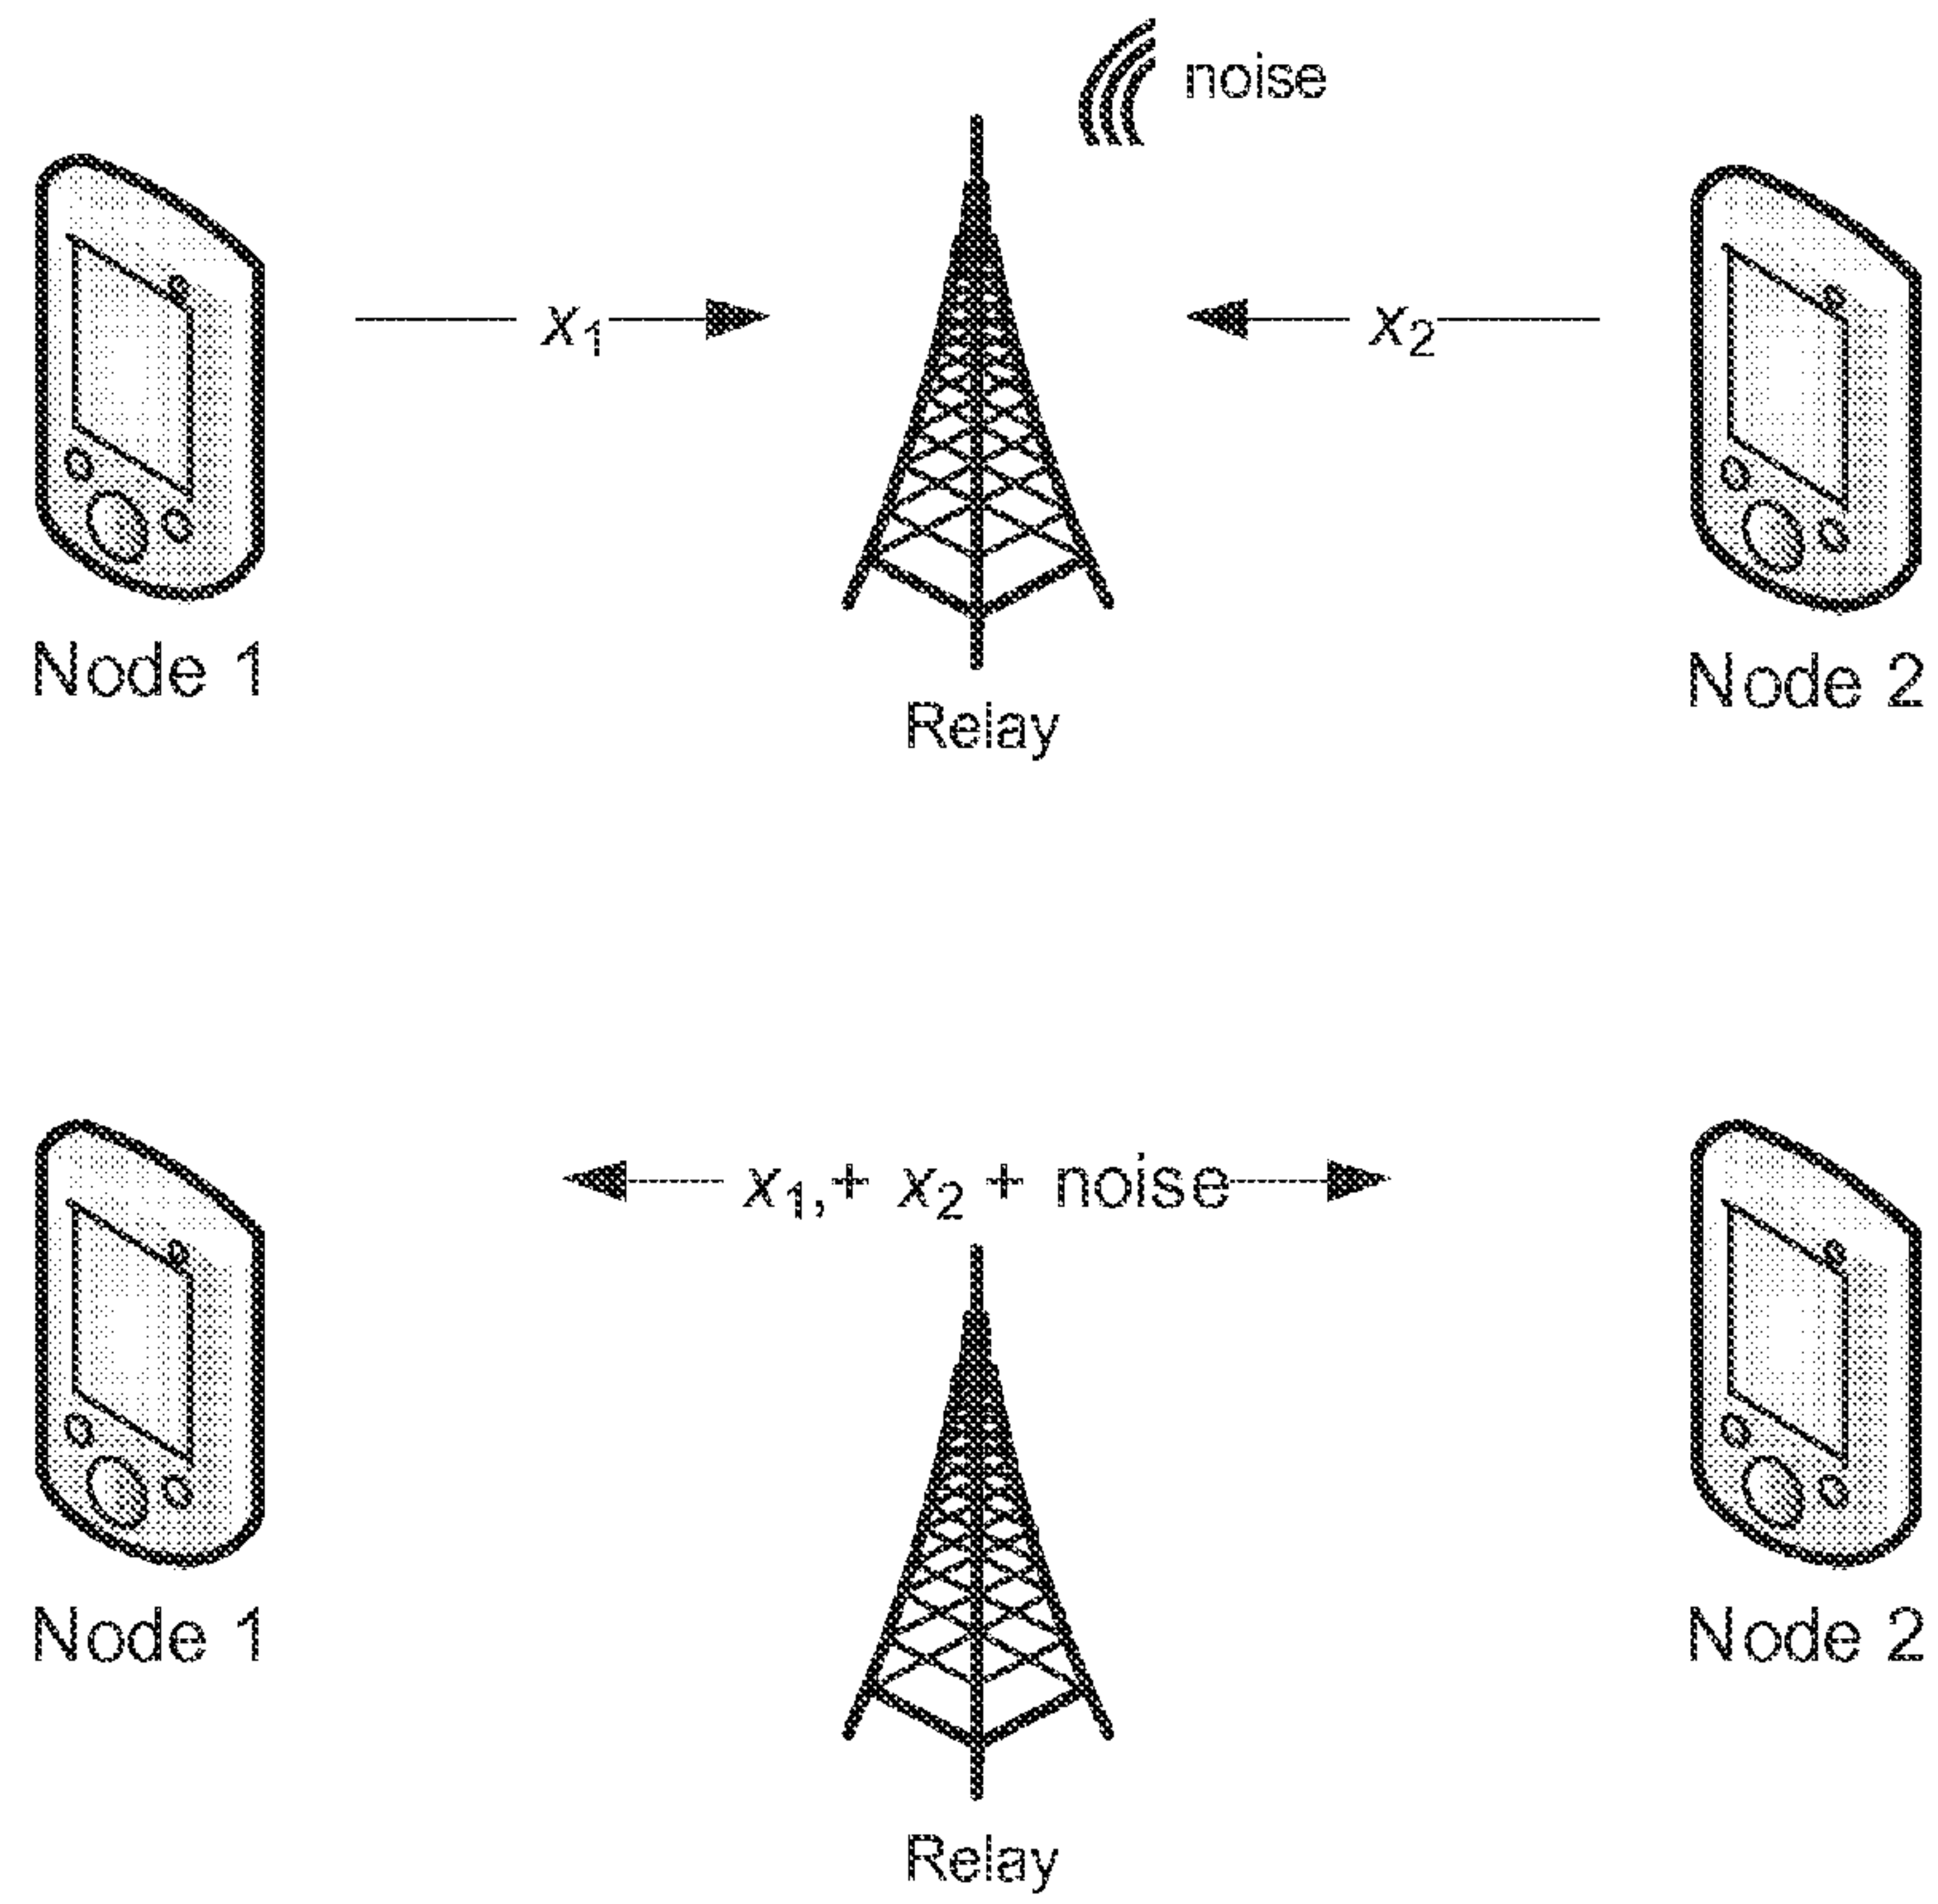 noise
x₁
x₂
Node 1
Node 2
Relay
x₁,+ x₂ + noise
Node 1
Node 2
Relay